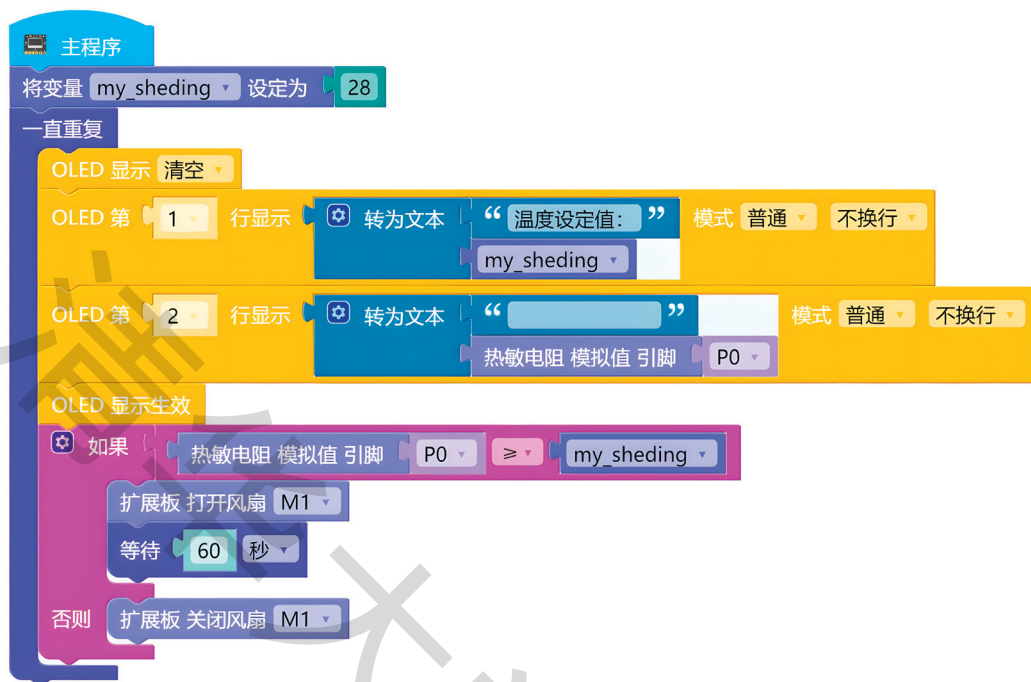 主程序
将变量 my_sheding 设定为 28
一直重复
OLED 显示 清空
OLED 第 1 行显示 转为文本 “ 温度设定值： ” 模式 普通 不换行
my_sheding
OLED 第 2 行显示 转为文本 “ ” 模式 普通 不换行
热敏电阻 模拟值 引脚 P0
OLED 显示生效
如果 热敏电阻 模拟值 引脚 P0 ≥ my_sheding
扩展板 打开风扇 M1
等待 60 秒
否则 扩展板 关闭风扇 M1